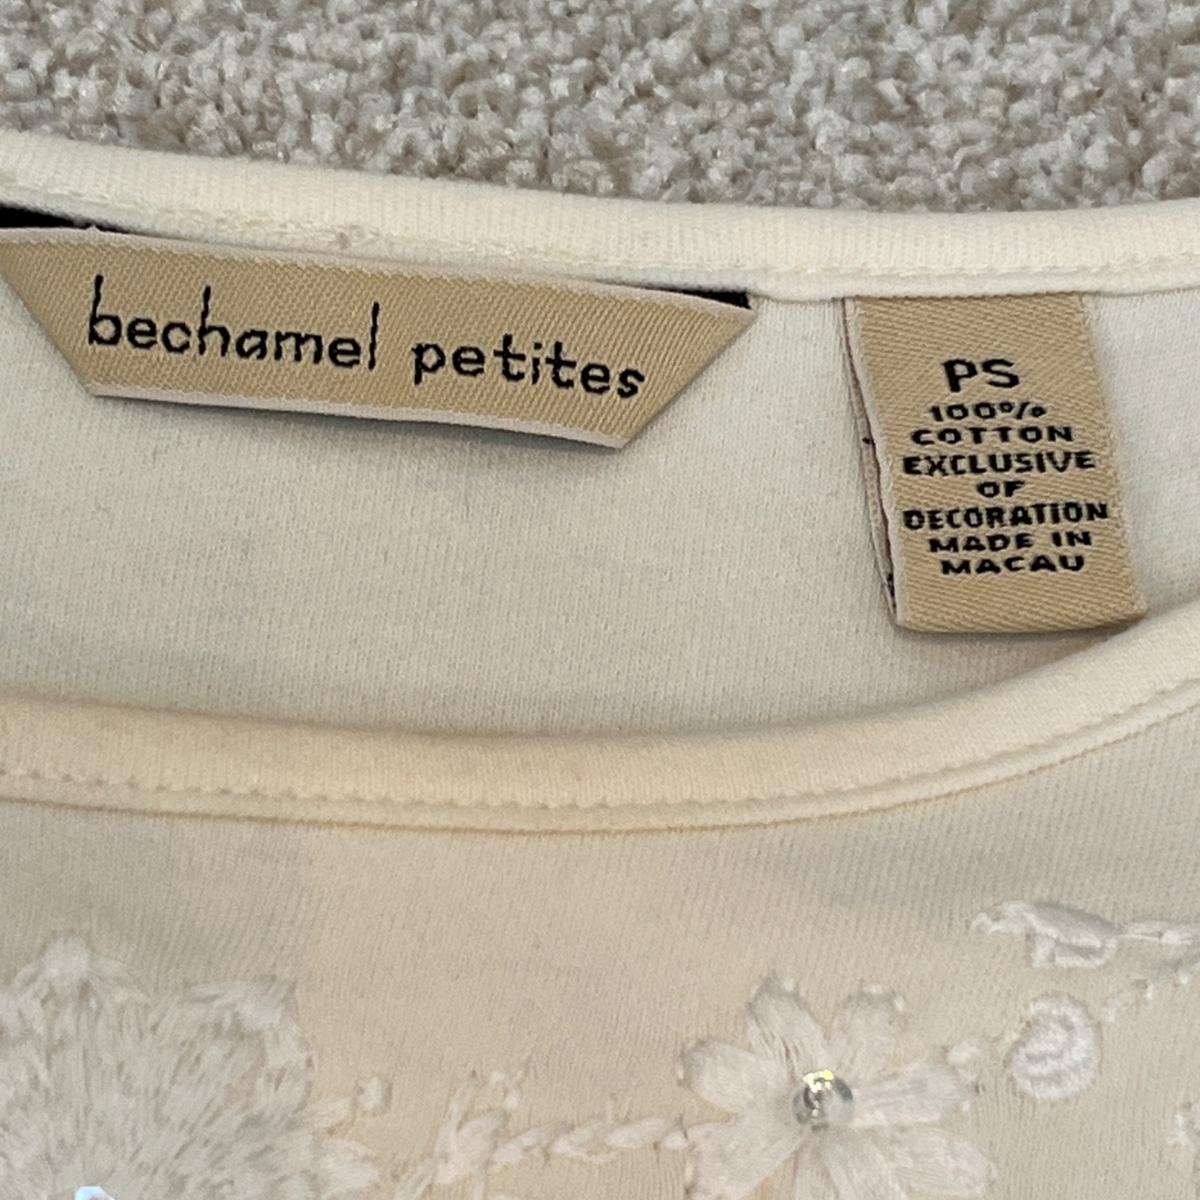 bechamel petites
PS
100%
COTTON
EXCLUSIVE
OF
DECORATION
MADE IN
MACAU